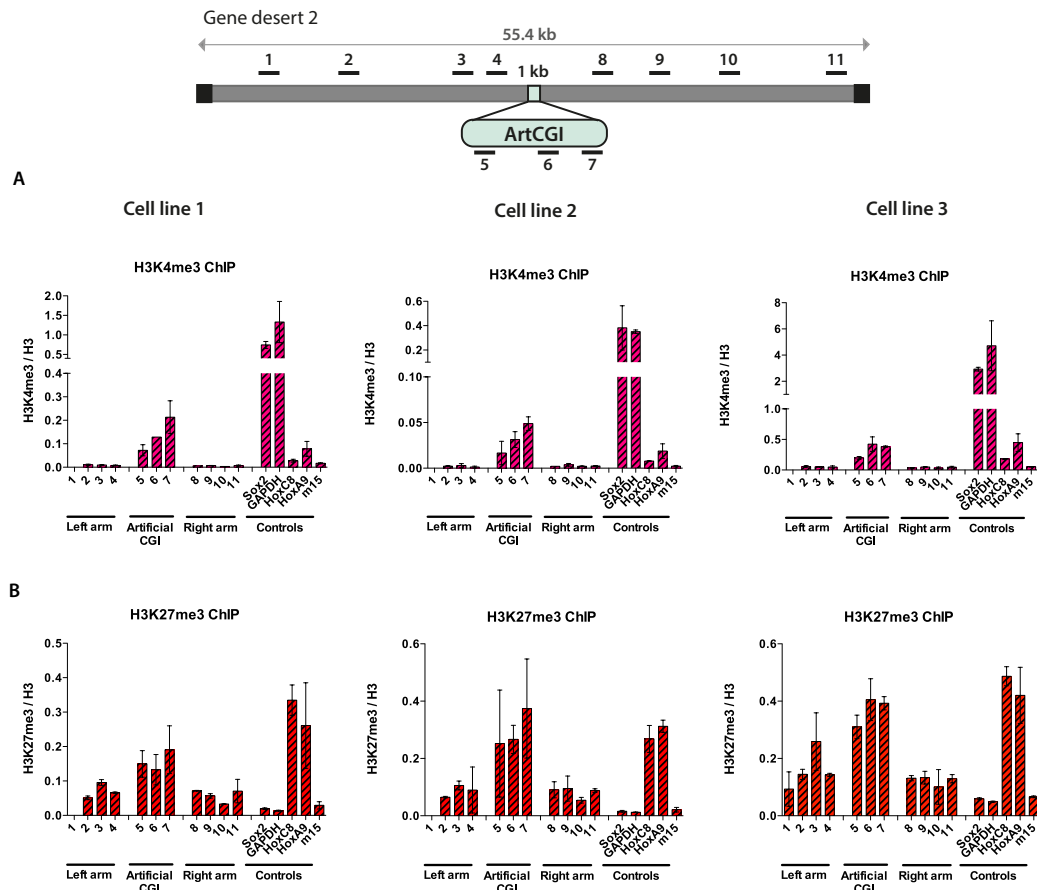 Gene desert 2
55.4 kb
1 2 3 4 8 9 10 11
1 kb
ArtCGI
5 6 7
A
Cell line 1 Cell line 2 Cell line 3
H3K4me3 ChIP
H3K4me3 / H3
2.0
1.5
1.0
0.5
0.4
0.3
0.2
0.1
0.0
1 2 3 4 5 6 7 8 9 10 11 Sox2 GAPDH HoxC8 HoxA9 m15
Left arm Artificial CGI Right arm Controls
H3K4me3 ChIP
H3K4me3 / H3
0.6
0.4
0.2
0.10
0.05
0.00
1 2 3 4 5 6 7 8 9 10 11 Sox2 GAPDH HoxC8 HoxA9 m15
Left arm Artificial CGI Right arm Controls
H3K4me3 ChIP
H3K4me3 / H3
8
6
4
2
1.0
0.5
0.0
1 2 3 4 5 6 7 8 9 10 11 Sox2 GAPDH HoxC8 HoxA9 m15
Left arm Artificial CGI Right arm Controls
B
H3K27me3 ChIP
H3K27me3 / H3
0.5
0.4
0.3
0.2
0.1
0.0
1 2 3 4 5 6 7 8 9 10 11 Sox2 GAPDH HoxC8 HoxA9 m15
Left arm Artificial CGI Right arm Controls
H3K27me3 ChIP
H3K27me3 / H3
0.6
0.4
0.2
0.0
1 2 3 4 5 6 7 8 9 10 11 Sox2 GAPDH HoxC8 HoxA9 m15
Left arm Artificial CGI Right arm Controls
H3K27me3 ChIP
H3K27me3 / H3
0.6
0.4
0.2
0.0
1 2 3 4 5 6 7 8 9 10 11 Sox2 GAPDH HoxC8 HoxA9 m15
Left arm Artificial CGI Right arm Controls